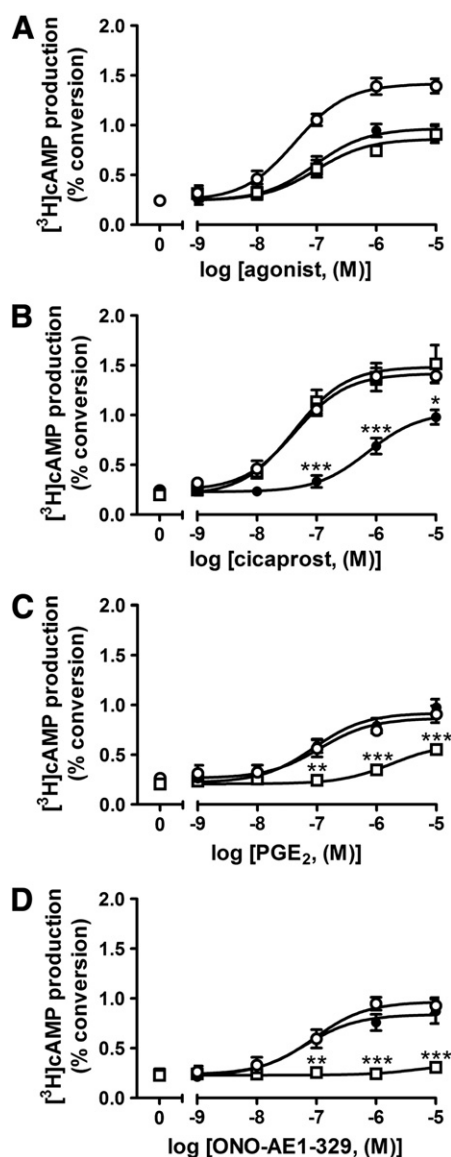 A
[³H]cAMP production
(% conversion)
2.0
1.5
1.0
0.5
0.0
0 -9 -8 -7 -6 -5
log [agonist, (M)]
B
[³H]cAMP production
(% conversion)
2.0
1.5
1.0
0.5
0.0
*
***
***
0 -9 -8 -7 -6 -5
log [cicaprost, (M)]
C
[³H]cAMP production
(% conversion)
2.0
1.5
1.0
0.5
0.0
** *** ***
0 -9 -8 -7 -6 -5
log [PGE₂, (M)]
D
[³H]cAMP production
(% conversion)
2.0
1.5
1.0
0.5
0.0
** *** ***
0 -9 -8 -7 -6 -5
log [ONO-AE1-329, (M)]